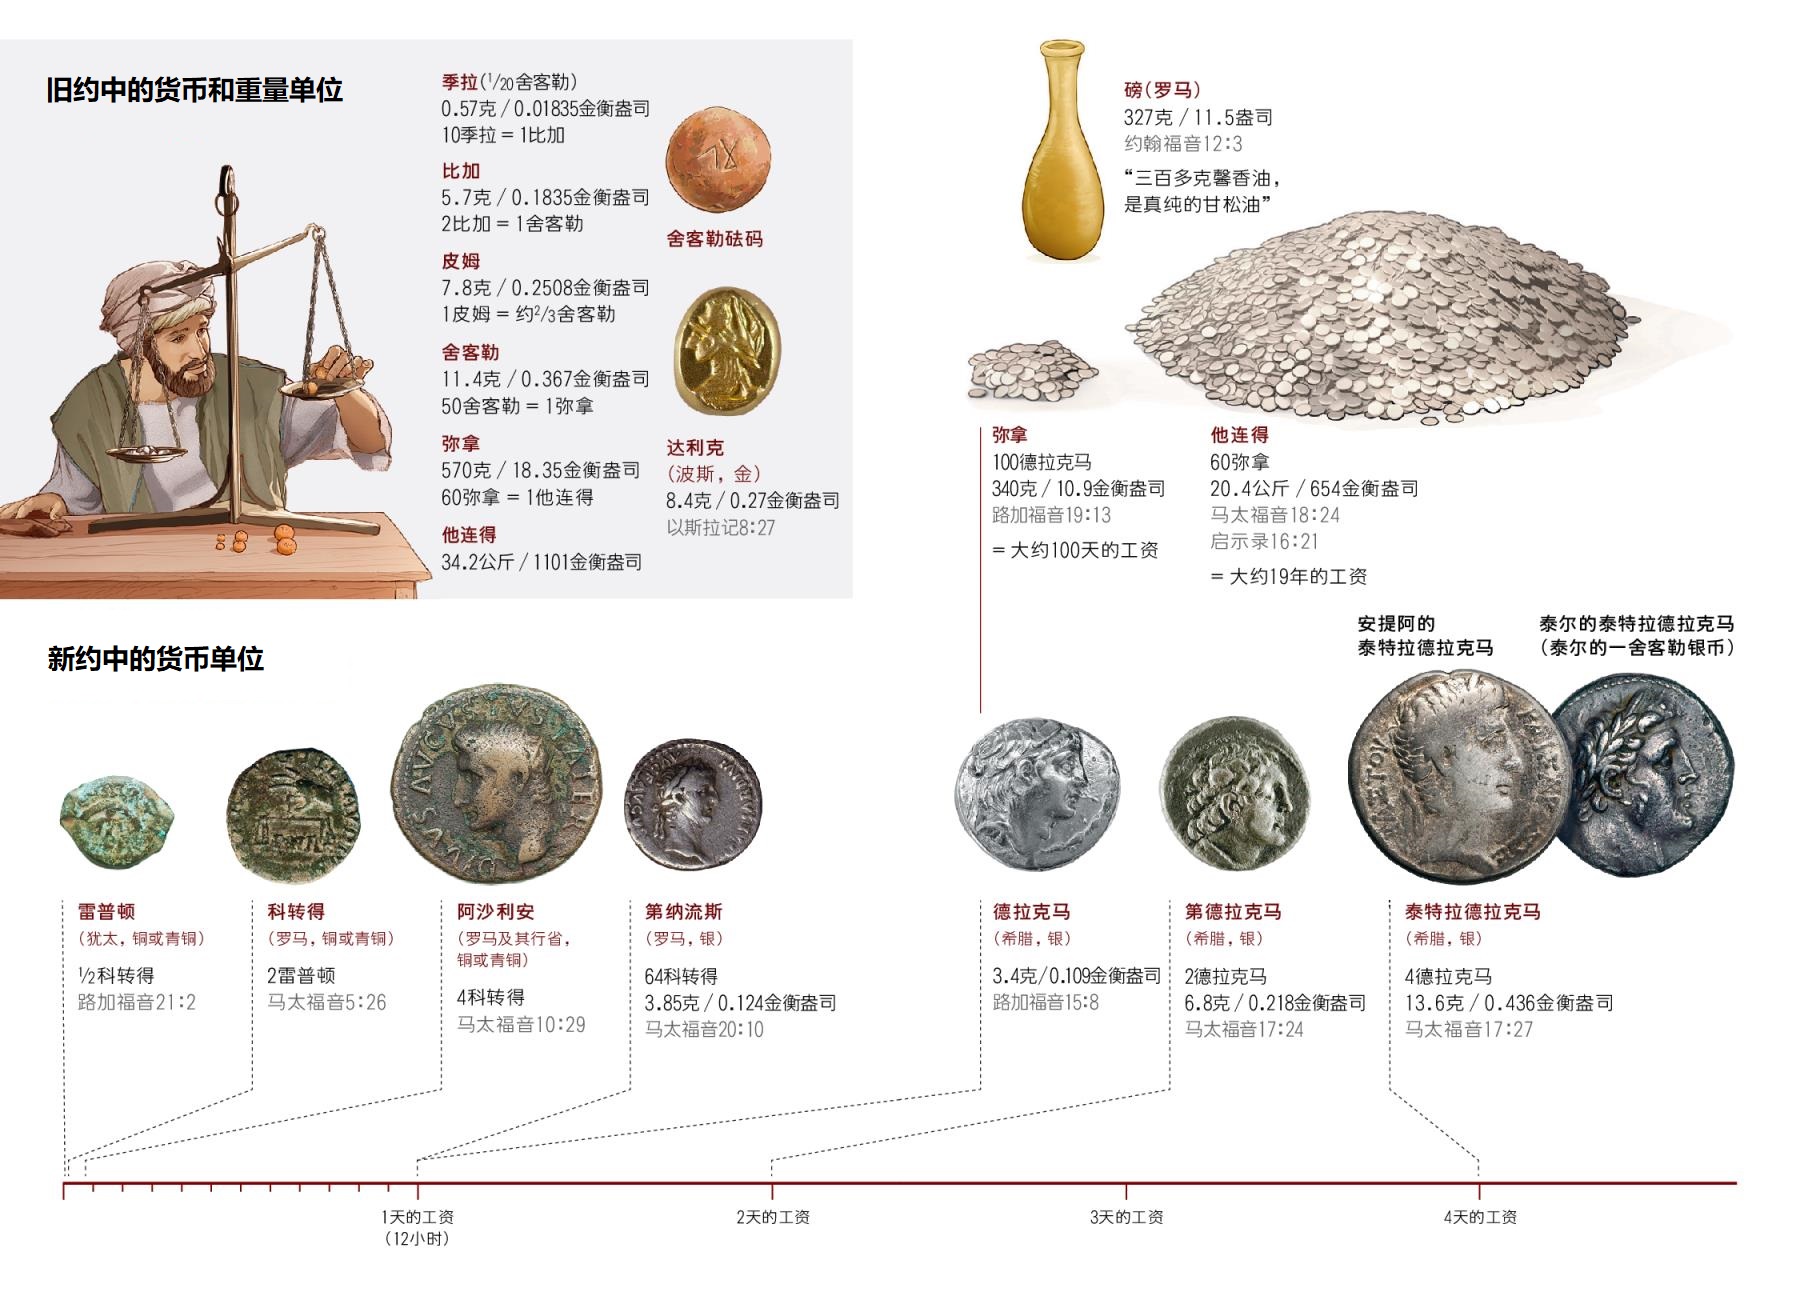 旧约中的货币和重量单位
季拉(1/20舍客勒)
0.57克 / 0.01835金衡盎司
10季拉 = 1比加
比加
5.7克 / 0.1835金衡盎司
2比加 = 1舍客勒
皮姆
7.8克 / 0.2508金衡盎司
1皮姆 = 约2/3舍客勒
舍客勒
11.4克 / 0.367金衡盎司
50舍客勒 = 1弥拿
弥拿
570克 / 18.35金衡盎司
60弥拿 = 1他连得
他连得
34.2公斤 / 1101金衡盎司
舍客勒砝码
达利克
(波斯，金)
8.4克 / 0.27金衡盎司
以斯拉记8:27
磅(罗马)
327克 / 11.5盎司
约翰福音12:3
“三百多克馨香油，
是真纯的甘松油”
弥拿
100德拉克马
340克 / 10.9金衡盎司
路加福音19:13
= 大约100天的工资
他连得
60弥拿
20.4公斤 / 654金衡盎司
马太福音18:24
启示录16:21
= 大约19年的工资
新约中的货币单位
安提阿的
泰特拉德拉克马
泰尔的泰特拉德拉克马
(泰尔的一舍客勒银币)
雷普顿
(犹太，铜或青铜)
½科转得
路加福音21:2
科转得
(罗马，铜或青铜)
2雷普顿
马太福音5:26
阿沙利安
(罗马及其行省，
铜或青铜)
4科转得
马太福音10:29
第纳流斯
(罗马，银)
64科转得
3.85克 / 0.124金衡盎司
马太福音20:10
德拉克马
(希腊，银)
3.4克/0.109金衡盎司
路加福音15:8
第德拉克马
(希腊，银)
2德拉克马
6.8克 / 0.218金衡盎司
马太福音17:24
泰特拉德拉克马
(希腊，银)
4德拉克马
13.6克 / 0.436金衡盎司
马太福音17:27
1天的工资
(12小时)
2天的工资
3天的工资
4天的工资